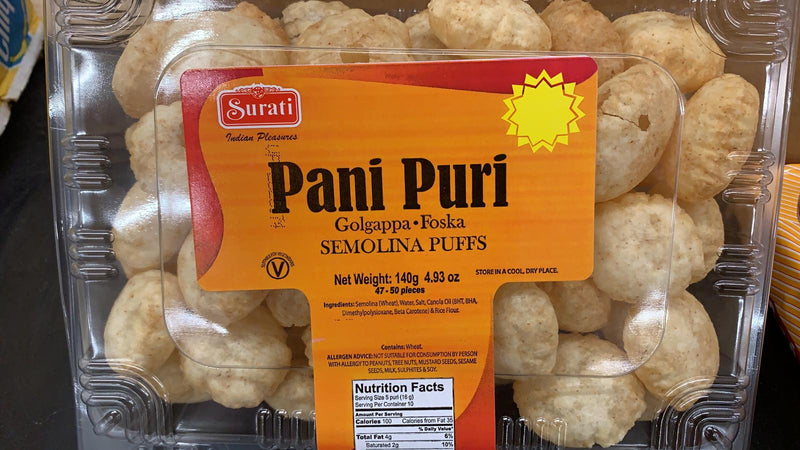 Surati
Indian Pleasures
Pani Puri
Golgappa • Foska
SEMOLINA PUFFS
Net Weight: 140g 4.93 oz
47 - 50 pieces
STORE IN A COOL, DRY PLACE.
V
Ingredients: Semolina (Wheat), Water, Salt, Canola Oil (BHT, BHA,
Dimethylpolysioxane, Beta Carotene) & Rice Flour.
Contains: Wheat.
ALLERGEN ADVICE: NOT SUITABLE FOR CONSUMPTION BY PERSON
WITH ALLERGY TO PEANUTS, TREE NUTS, MUSTARD SEEDS, SESAME
SEEDS, MILK, SULPHITES & SOY.
Nutrition Facts
Serving Size 5 puri (16 g)
Serving Per Container 10
Amount Per Serving
Calories 100 Calories from Fat 35
% Daily Value*
Total Fat 4g 6%
Saturated 2g 10%